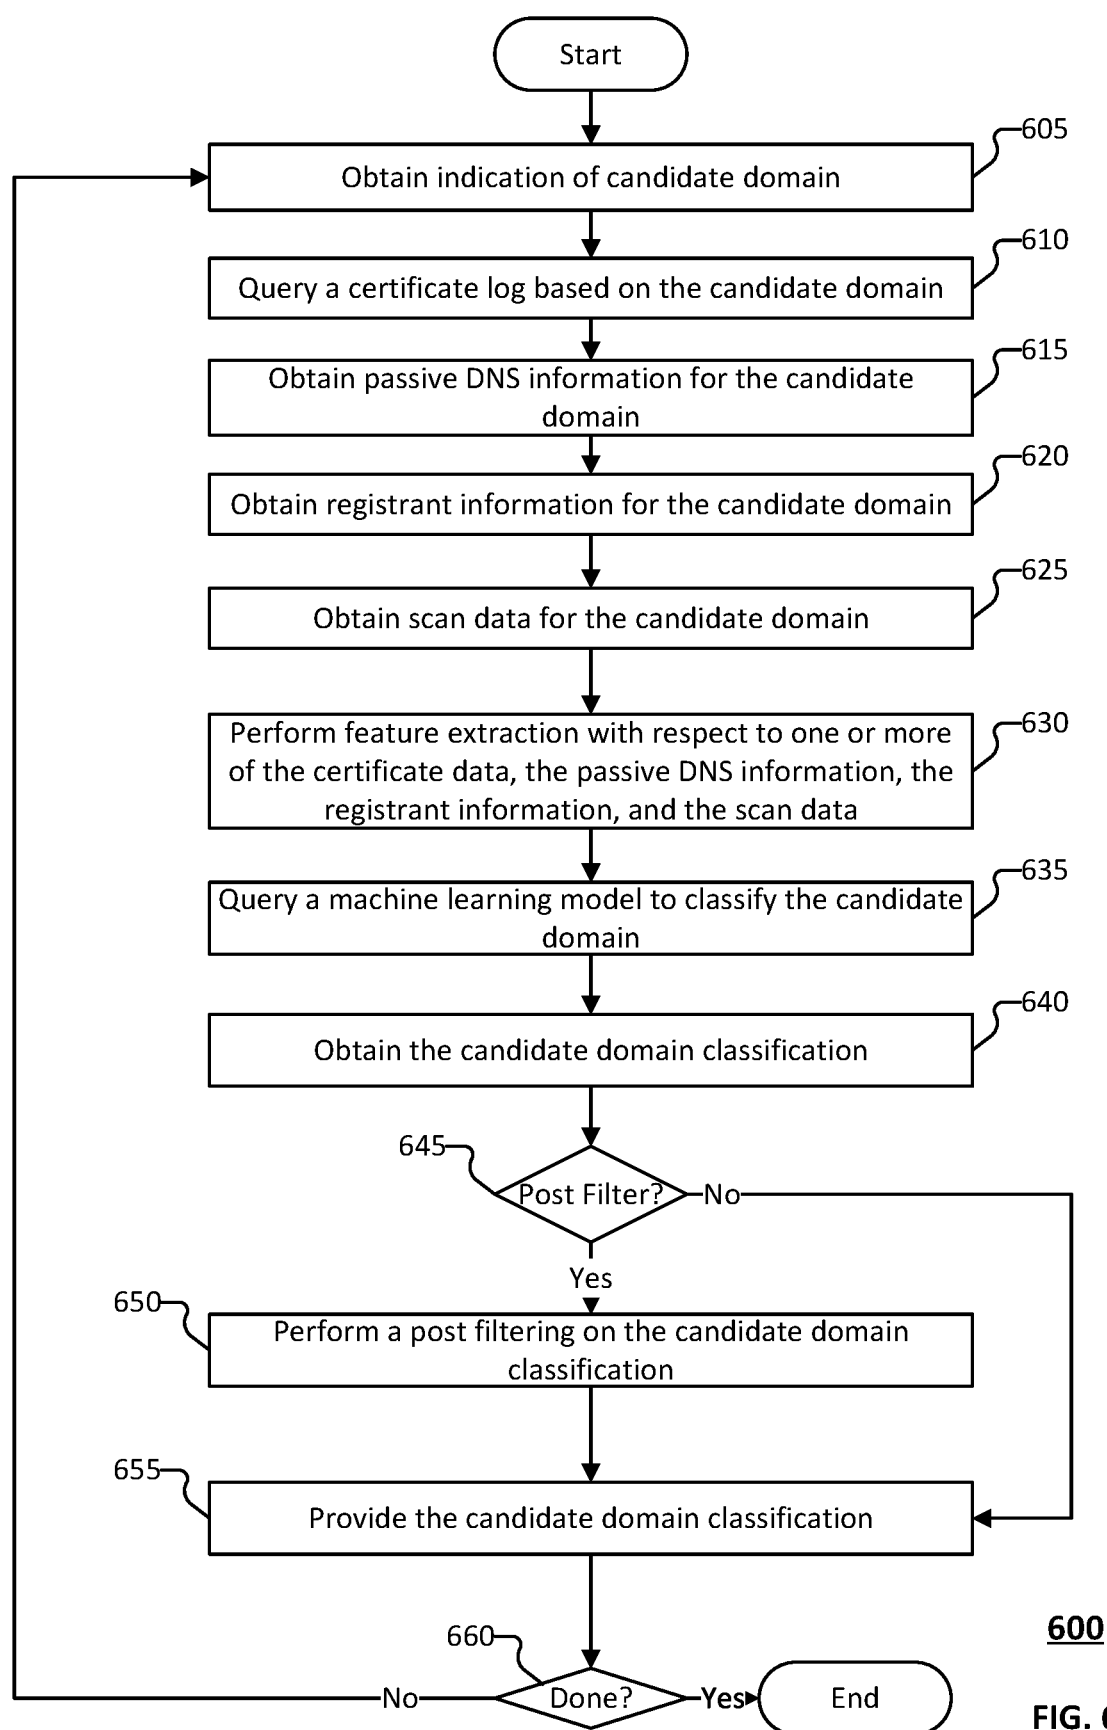 Start
605
Obtain indication of candidate domain
610
Query a certificate log based on the candidate domain
615
Obtain passive DNS information for the candidate
domain
620
Obtain registrant information for the candidate domain
625
Obtain scan data for the candidate domain
630
Perform feature extraction with respect to one or more
of the certificate data, the passive DNS information, the
registrant information, and the scan data
635
Query a machine learning model to classify the candidate
domain
640
Obtain the candidate domain classification
645
Post Filter?
No
Yes
650
Perform a post filtering on the candidate domain
classification
655
Provide the candidate domain classification
600
660
No
Done?
Yes
End
FIG.